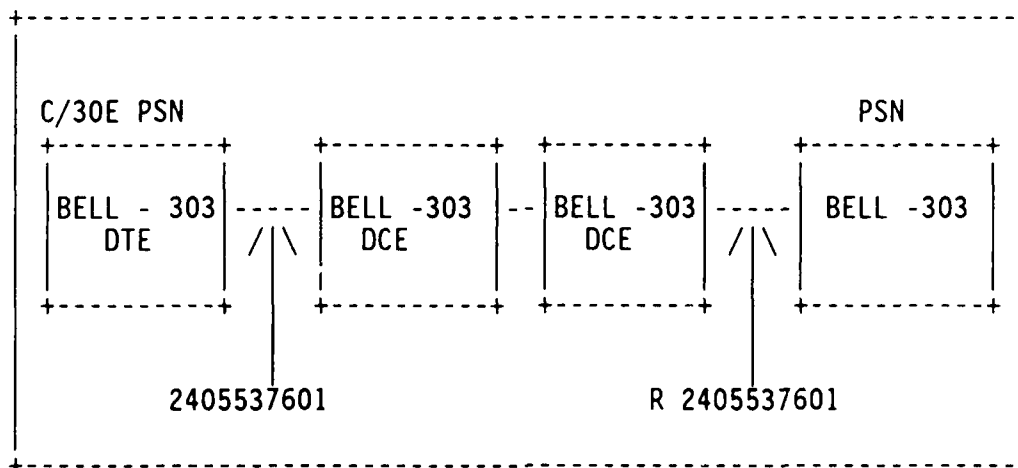 C/30E PSN PSN
BELL - 303 BELL -303 BELL -303 BELL -303
DTE DCE DCE
2405537601 R 2405537601